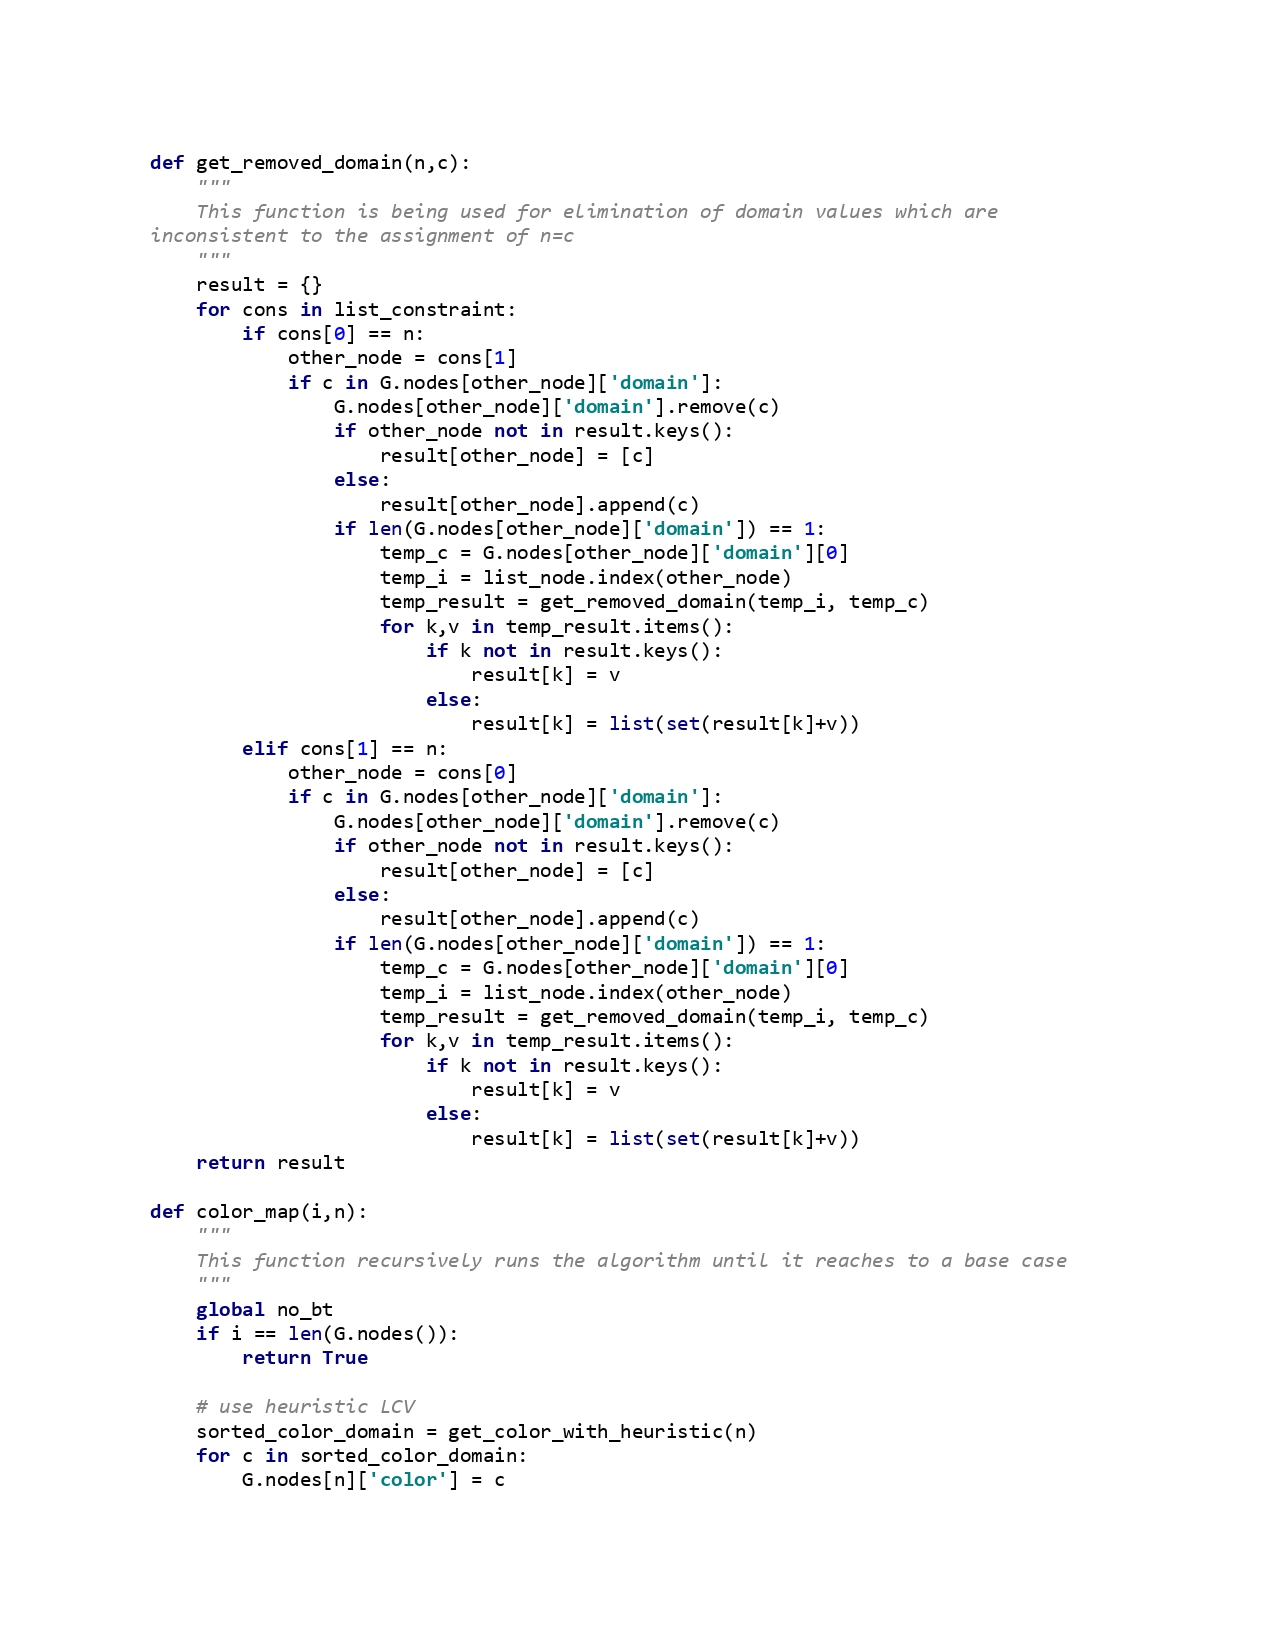 def get_removed_domain(n,c):
    """
    This function is being used for elimination of domain values which are
inconsistent to the assignment of n=c
    """
    result = {}
    for cons in list_constraint:
        if cons[0] == n:
            other_node = cons[1]
            if c in G.nodes[other_node]['domain']:
                G.nodes[other_node]['domain'].remove(c)
                if other_node not in result.keys():
                    result[other_node] = [c]
                else:
                    result[other_node].append(c)
                if len(G.nodes[other_node]['domain']) == 1:
                    temp_c = G.nodes[other_node]['domain'][0]
                    temp_i = list_node.index(other_node)
                    temp_result = get_removed_domain(temp_i, temp_c)
                    for k,v in temp_result.items():
                        if k not in result.keys():
                            result[k] = v
                        else:
                            result[k] = list(set(result[k]+v))
        elif cons[1] == n:
            other_node = cons[0]
            if c in G.nodes[other_node]['domain']:
                G.nodes[other_node]['domain'].remove(c)
                if other_node not in result.keys():
                    result[other_node] = [c]
                else:
                    result[other_node].append(c)
                if len(G.nodes[other_node]['domain']) == 1:
                    temp_c = G.nodes[other_node]['domain'][0]
                    temp_i = list_node.index(other_node)
                    temp_result = get_removed_domain(temp_i, temp_c)
                    for k,v in temp_result.items():
                        if k not in result.keys():
                            result[k] = v
                        else:
                            result[k] = list(set(result[k]+v))
    return result

def color_map(i,n):
    """
    This function recursively runs the algorithm until it reaches to a base case
    """
    global no_bt
    if i == len(G.nodes()):
        return True

    # use heuristic LCV
    sorted_color_domain = get_color_with_heuristic(n)
    for c in sorted_color_domain:
        G.nodes[n]['color'] = c